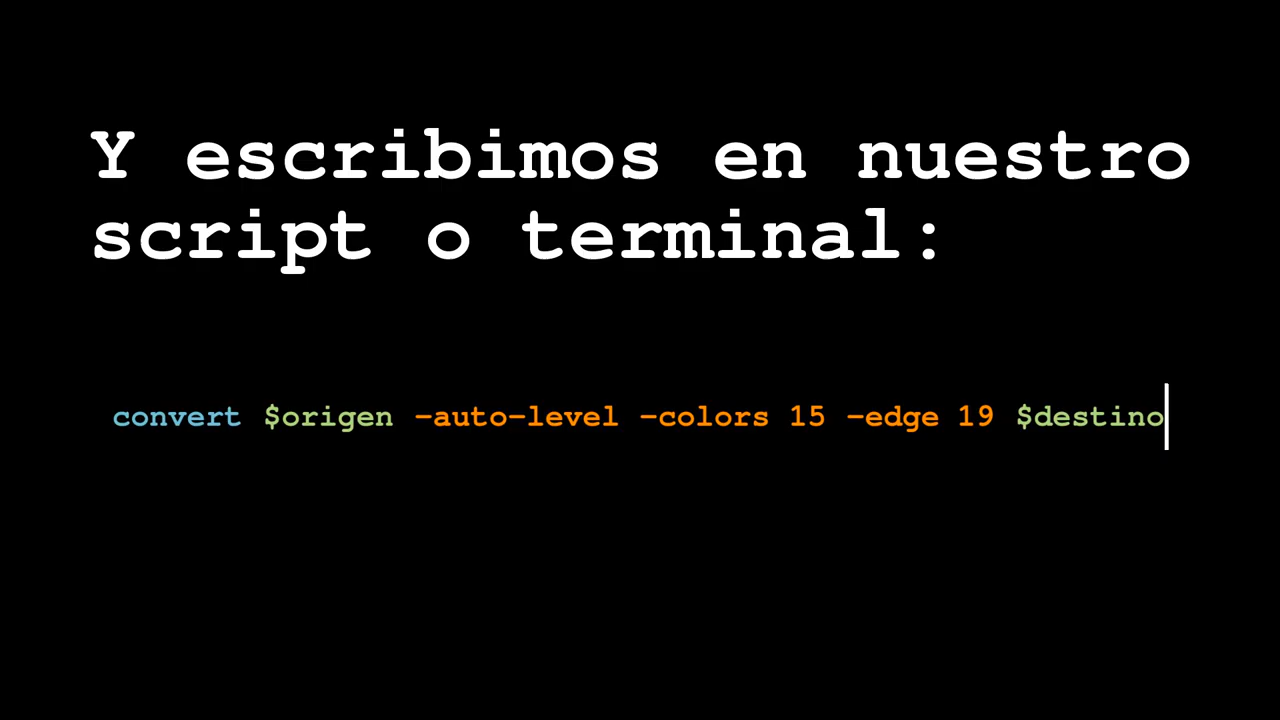 Y escribimos en nuestro
script o terminal:
convert $origen -auto-level -colors 15 -edge 19 $destino